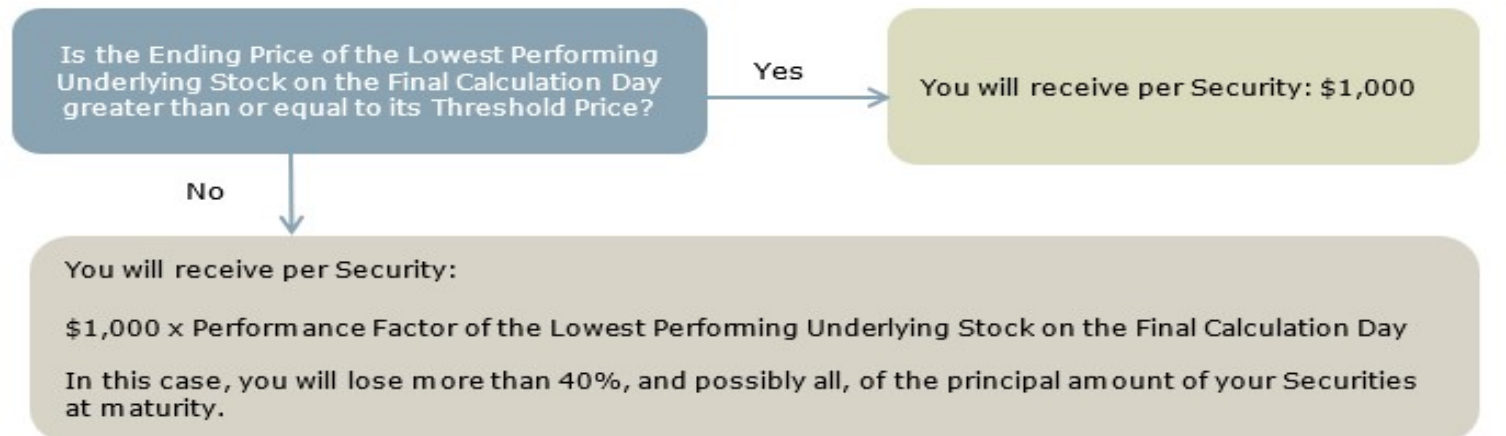 Is the Ending Price of the Lowest Performing
Underlying Stock on the Final Calculation Day
greater than or equal to its Threshold Price?
Yes
You will receive per Security: $1,000
No
You will receive per Security:
$1,000 x Performance Factor of the Lowest Performing Underlying Stock on the Final Calculation Day
In this case, you will lose more than 40%, and possibly all, of the principal amount of your Securities
at maturity.